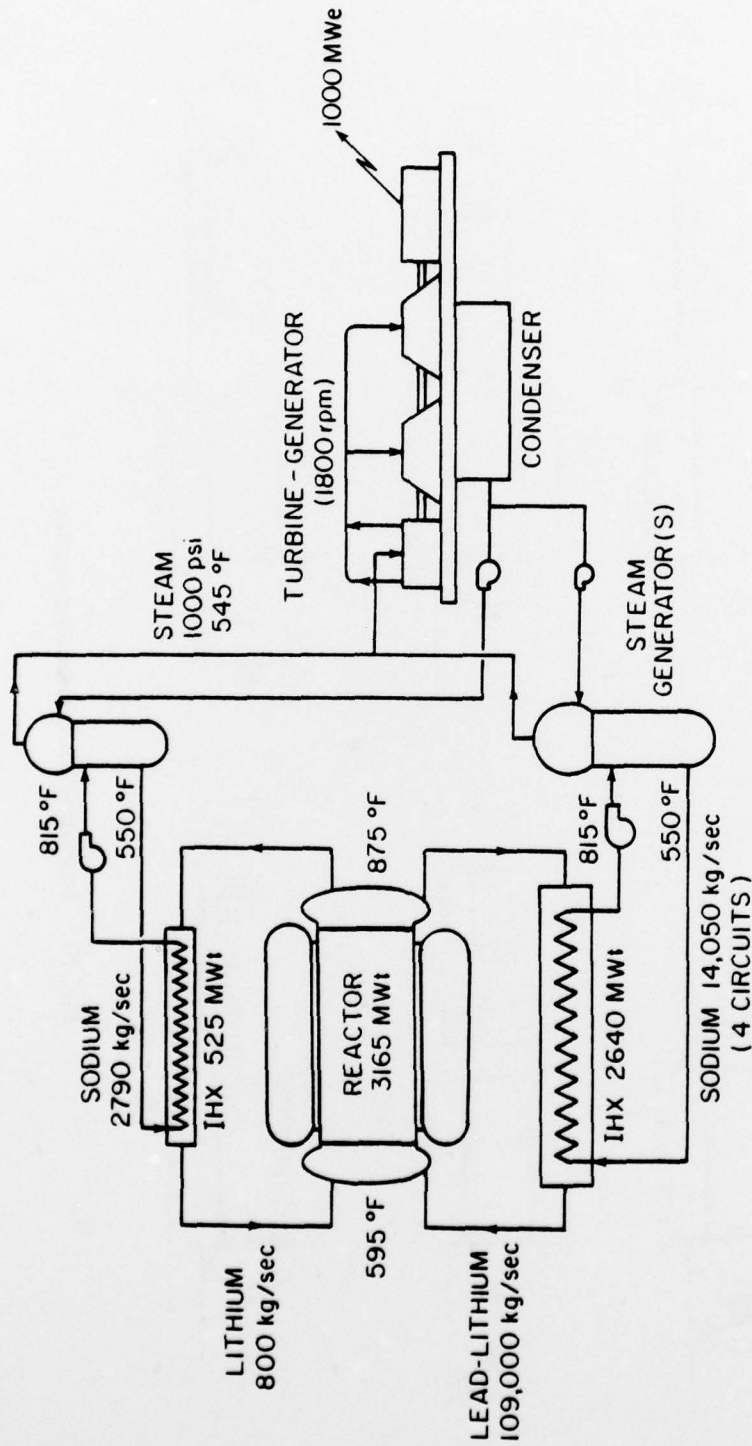 SODIUM
2790 kg/sec
815 °F
550 °F
STEAM
1000 psi
545 °F
IHX 525 MWt
LITHIUM
800 kg/sec
REACTOR
3165 MWt
595 °F
875 °F
TURBINE - GENERATOR
(1800 rpm)
1000 MWe
CONDENSER
LEAD-LITHIUM
109,000 kg/sec
IHX 2640 MWt
815 °F
550 °F
STEAM
GENERATOR(S)
SODIUM 14,050 kg/sec
(4 CIRCUITS)